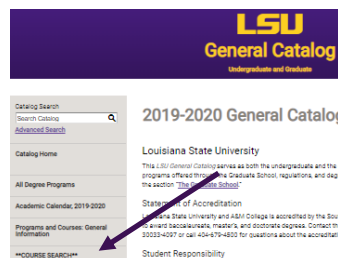 LSU
General Catalog
Undergraduate and Graduate
Catalog Search
Search Catalog
Advanced Search
Catalog Home
All Degree Programs
Academic Calendar, 2019-2020
Programs and Courses: General
Information
**COURSE SEARCH**
2019-2020 General Catalog
Louisiana State University
This LSU General Catalog serves as both the undergraduate and the
programs offered through the Graduate School, regulations, and deg
the section "The Graduate School."
Statement of Accreditation
Louisiana State University and A&M College is accredited by the Sou
to award baccalaureate, master's, and doctorate degrees. Contact th
30033-4097 or call 404-679-4500 for questions about the accreditati
Student Responsibility